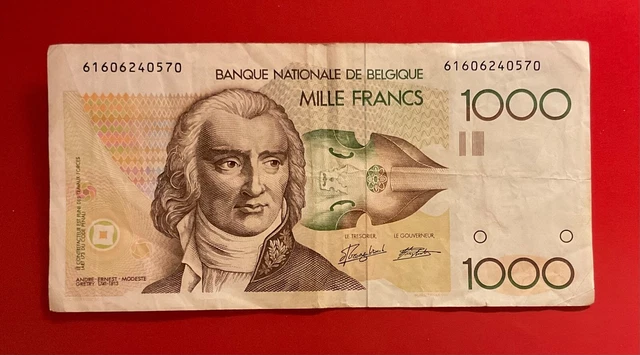 61606240570
61606240570
BANQUE NATIONALE DE BELGIQUE
MILLE FRANCS
1000
LE TRESORIER,
LE GOUVERNEUR,
1000
ANDRE-ERNEST-MODESTE
GRETRY 1741-1813